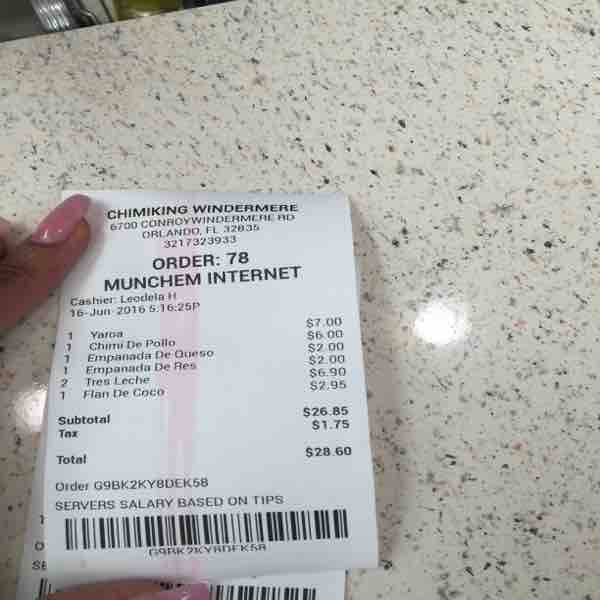 CHIMIKING WINDERMERE
6700 CONROYWINDERMERE RD
ORLANDO, FL 32835
3217323933
ORDER: 78
MUNCHEM INTERNET
Cashier: Leodela H
16-Jun-2016 5:16:25P
1 Yaroa $7.00
1 Chimi De Pollo $6.00
1 Empanada De Queso $2.00
1 Empanada De Res $2.00
2 Tres Leche $6.90
1 Flan De Coco $2.95
Subtotal $26.85
Tax $1.75
Total $28.60
Order G9BK2KY8DEK58
SERVERS SALARY BASED ON TIPS
G9BK2KY8DEK58